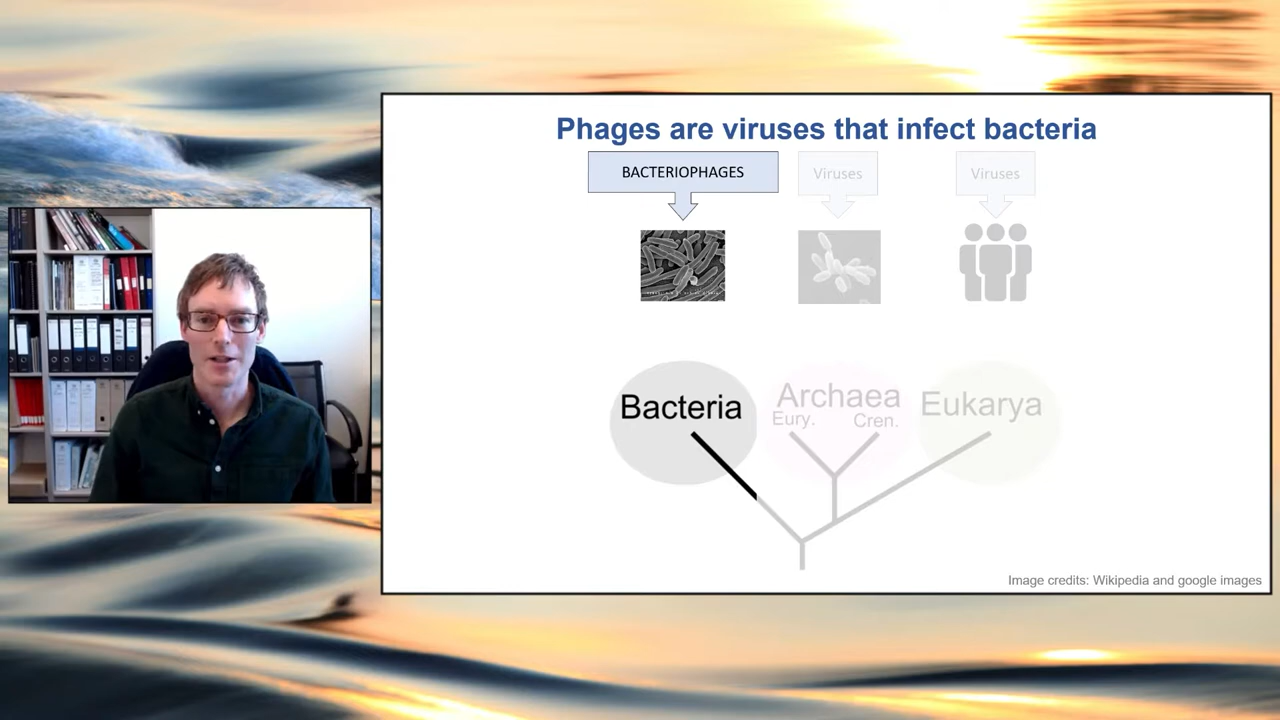 Phages are viruses that infect bacteria
BACTERIOPHAGES
Viruses
Viruses
Bacteria
Archaea
Eury.
Cren.
Eukarya
Image credits: Wikipedia and google images